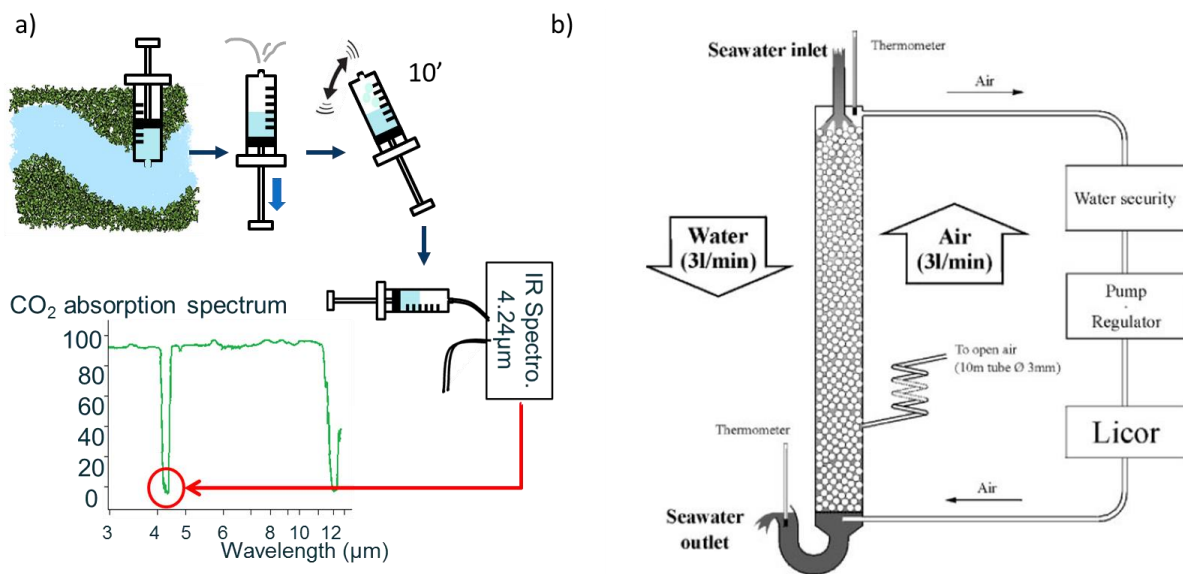 a)
10’
IR Spectro.
4.24µm
CO₂ absorption spectrum
100
80
60
40
20
0
3 4 5 6 8 10 12
Wavelength (µm)
b)
Seawater inlet
Thermometer
Air
Water security
Water
(3l/min)
Air
(3l/min)
Pump
-
Regulator
To open air
(10m tube Ø 3mm)
Licor
Thermometer
Air
Seawater
outlet